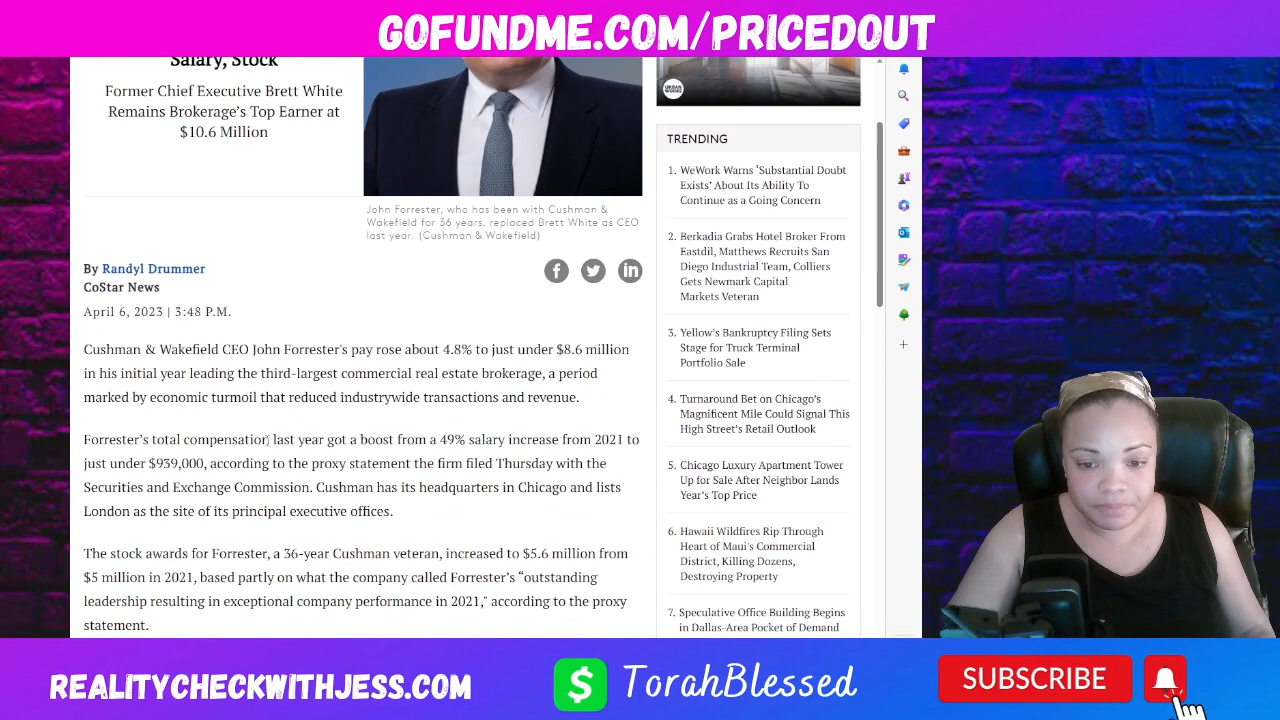 GOFUNDME.COM/PRICEDOUT
Salary, Stock
Former Chief Executive Brett White
Remains Brokerage's Top Earner at
$10.6 Million
John Forrester, who has been with Cushman &
Wakefield for 36 years, replaced Brett White as CEO
last year. (Cushman & Wakefield)
By Randyl Drummer
CoStar News
April 6, 2023 | 3:48 P.M.
Cushman & Wakefield CEO John Forrester's pay rose about 4.8% to just under $8.6 million
in his initial year leading the third-largest commercial real estate brokerage, a period
marked by economic turmoil that reduced industrywide transactions and revenue.
Forrester's total compensation last year got a boost from a 49% salary increase from 2021 to
just under $939,000, according to the proxy statement the firm filed Thursday with the
Securities and Exchange Commission. Cushman has its headquarters in Chicago and lists
London as the site of its principal executive offices.
The stock awards for Forrester, a 36-year Cushman veteran, increased to $5.6 million from
$5 million in 2021, based partly on what the company called Forrester's “outstanding
leadership resulting in exceptional company performance in 2021," according to the proxy
statement.
TRENDING
1. WeWork Warns 'Substantial Doubt
Exists' About Its Ability To
Continue as a Going Concern
2. Berkadia Grabs Hotel Broker From
Eastdil, Matthews Recruits San
Diego Industrial Team, Colliers
Gets Newmark Capital
Markets Veteran
3. Yellow's Bankruptcy Filing Sets
Stage for Truck Terminal
Portfolio Sale
4. Turnaround Bet on Chicago's
Magnificent Mile Could Signal This
High Street's Retail Outlook
5. Chicago Luxury Apartment Tower
Up for Sale After Neighbor Lands
Year's Top Price
6. Hawaii Wildfires Rip Through
Heart of Maui's Commercial
District, Killing Dozens,
Destroying Property
7. Speculative Office Building Begins
in Dallas-Area Pocket of Demand
REALITYCHECKWITHJESS.COM
$ TorahBlessed
SUBSCRIBE